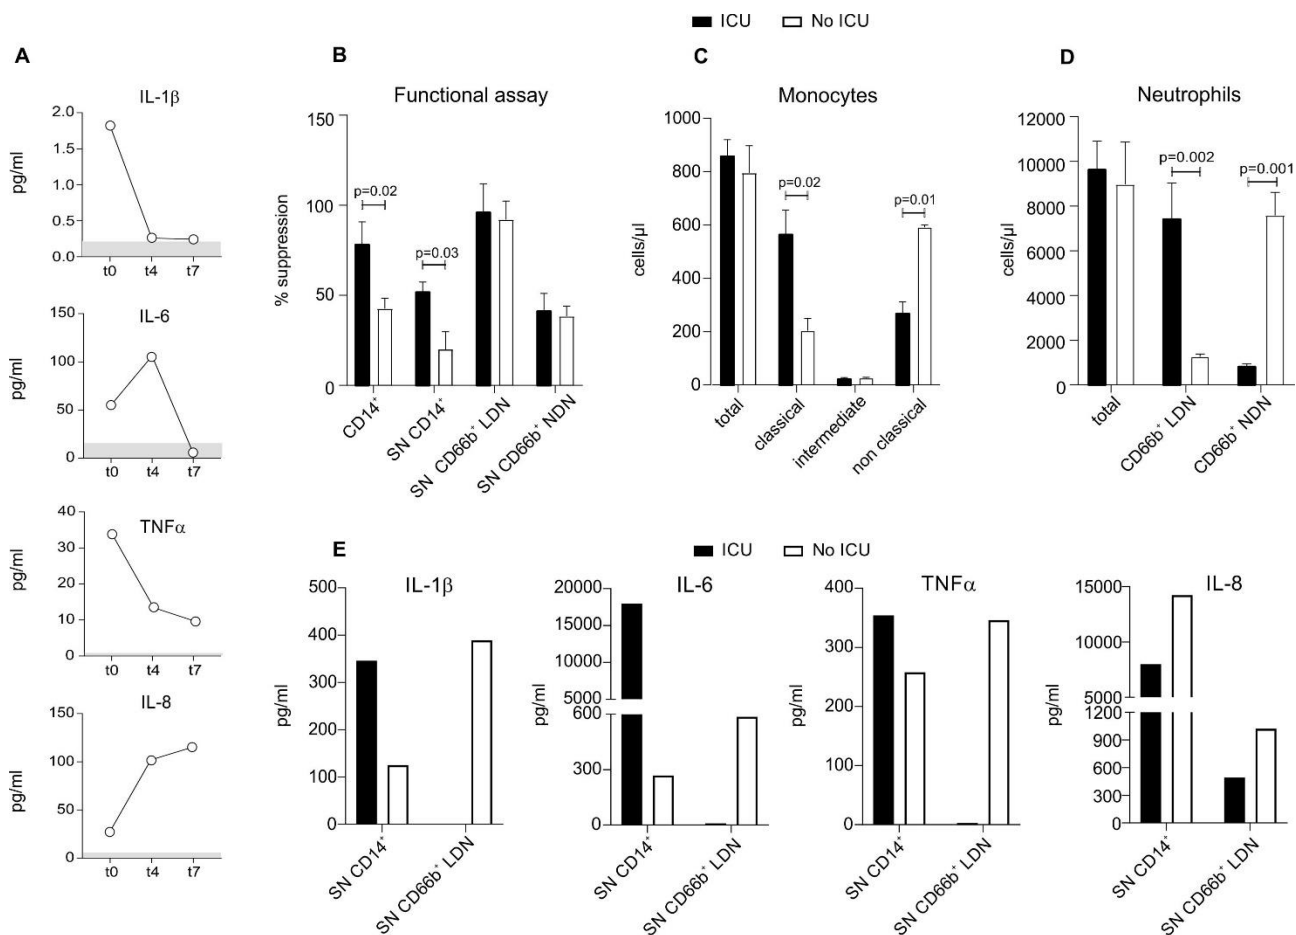 ICU No ICU
A
IL-1β
pg/ml
2.0
1.5
1.0
0.5
0.0
t0 t4 t7
IL-6
pg/ml
150
100
50
0
t0 t4 t7
TNFα
pg/ml
40
30
20
10
0
t0 t4 t7
IL-8
pg/ml
150
100
50
0
t0 t4 t7
B
Functional assay
% suppression
150
100
50
0
p=0.02
p=0.03
CD14⁺
SN CD14⁺
SN CD66b⁺ LDN
SN CD66b⁺ NDN
C
Monocytes
cells/µl
1000
800
600
400
200
0
p=0.02
p=0.01
total
classical
intermediate
non classical
D
Neutrophils
cells/µl
12000
10000
8000
6000
4000
2000
0
p=0.002
p=0.001
total
CD66b⁺ LDN
CD66b⁺ NDN
E
ICU No ICU
IL-1β
pg/ml
500
400
300
200
100
0
SN CD14⁺
SN CD66b⁺ LDN
IL-6
pg/ml
20000
15000
10000
5000
600
300
0
SN CD14⁺
SN CD66b⁺ LDN
TNFα
pg/ml
400
300
200
100
0
SN CD14⁺
SN CD66b⁺ LDN
IL-8
pg/ml
15000
10000
5000
1200
900
600
300
0
SN CD14⁺
SN CD66b⁺ LDN